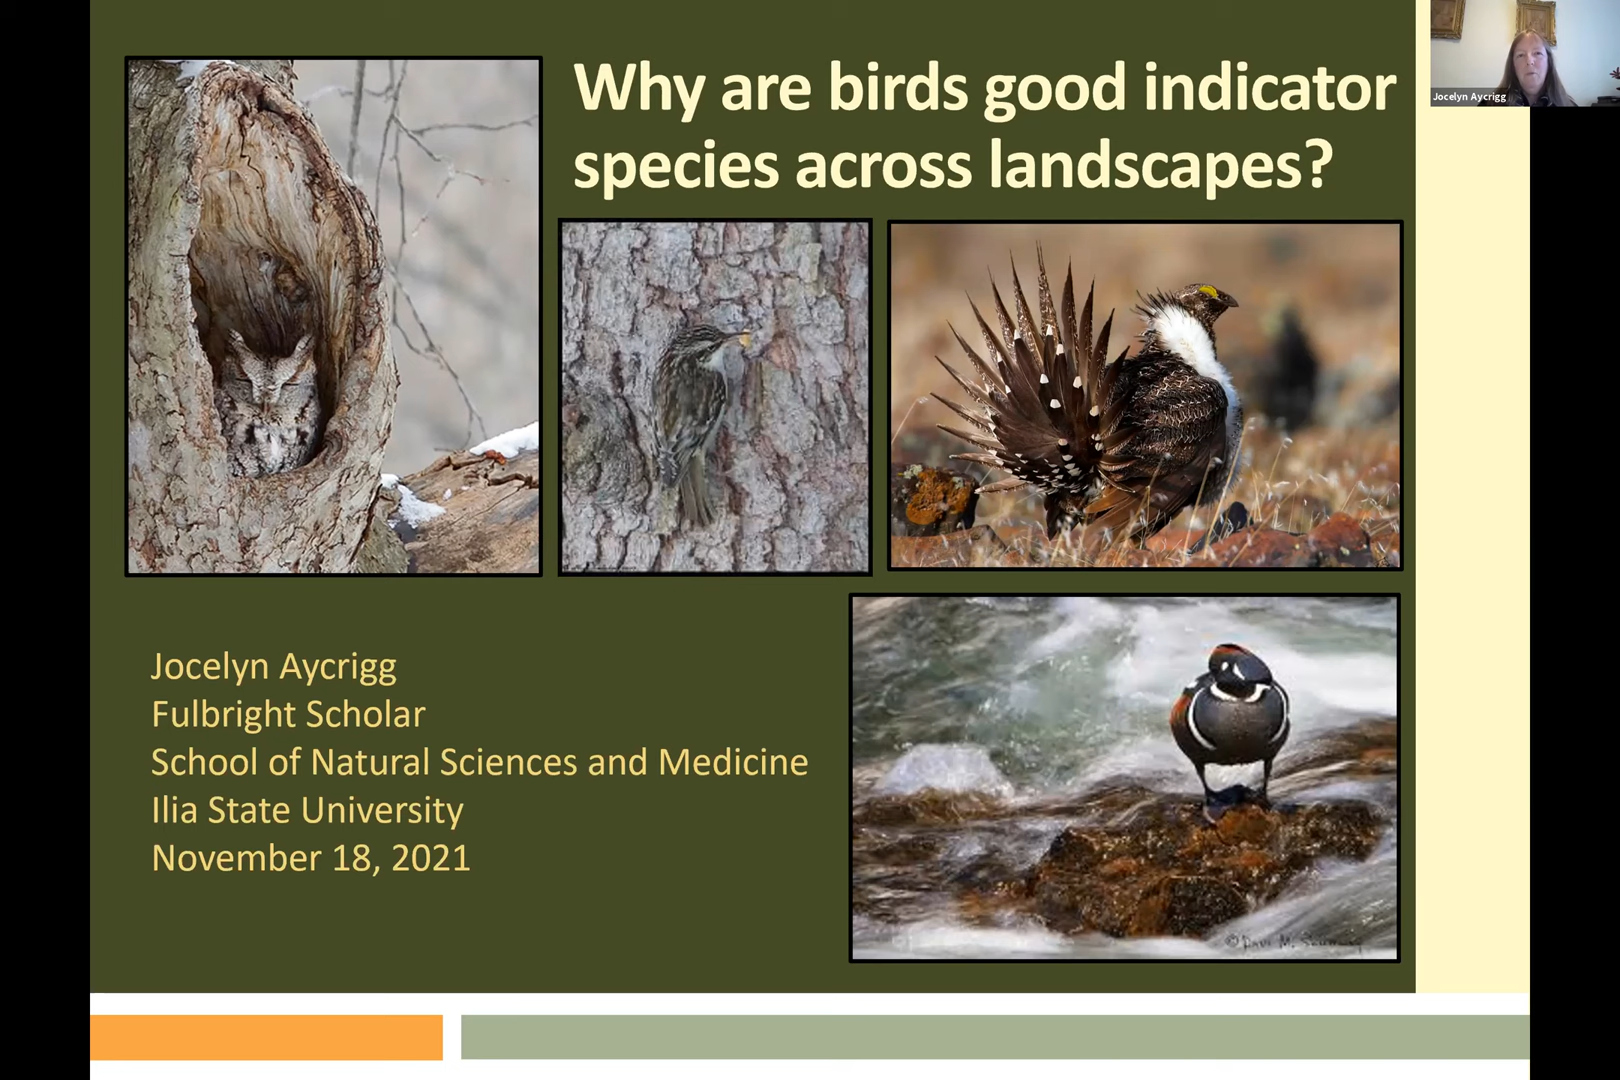 Why are birds good indicator
species across landscapes?
Jocelyn Aycrigg
Jocelyn Aycrigg
Fulbright Scholar
School of Natural Sciences and Medicine
Ilia State University
November 18, 2021